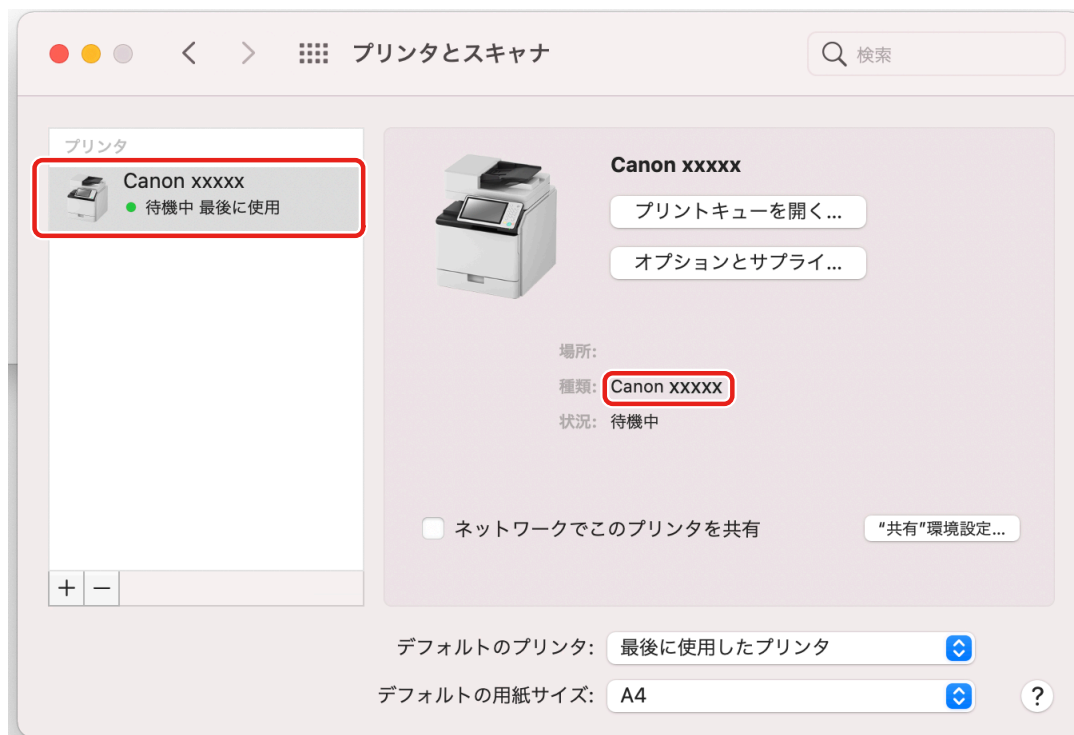 プリンタとスキャナ
検索
プリンタ
Canon xxxxx
待機中 最後に使用
Canon xxxxx
プリントキューを開く...
オプションとサプライ...
場所:
種類: Canon xxxxx
状況: 待機中
ネットワークでこのプリンタを共有
“共有”環境設定...
+ −
デフォルトのプリンタ: 最後に使用したプリンタ
デフォルトの用紙サイズ: A4
?